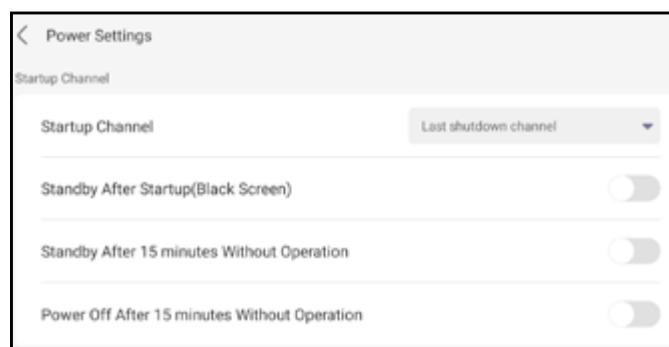 Power Settings
Startup Channel
Startup Channel
Last shutdown channel
Standby After Startup(Black Screen)
Standby After 15 minutes Without Operation
Power Off After 15 minutes Without Operation